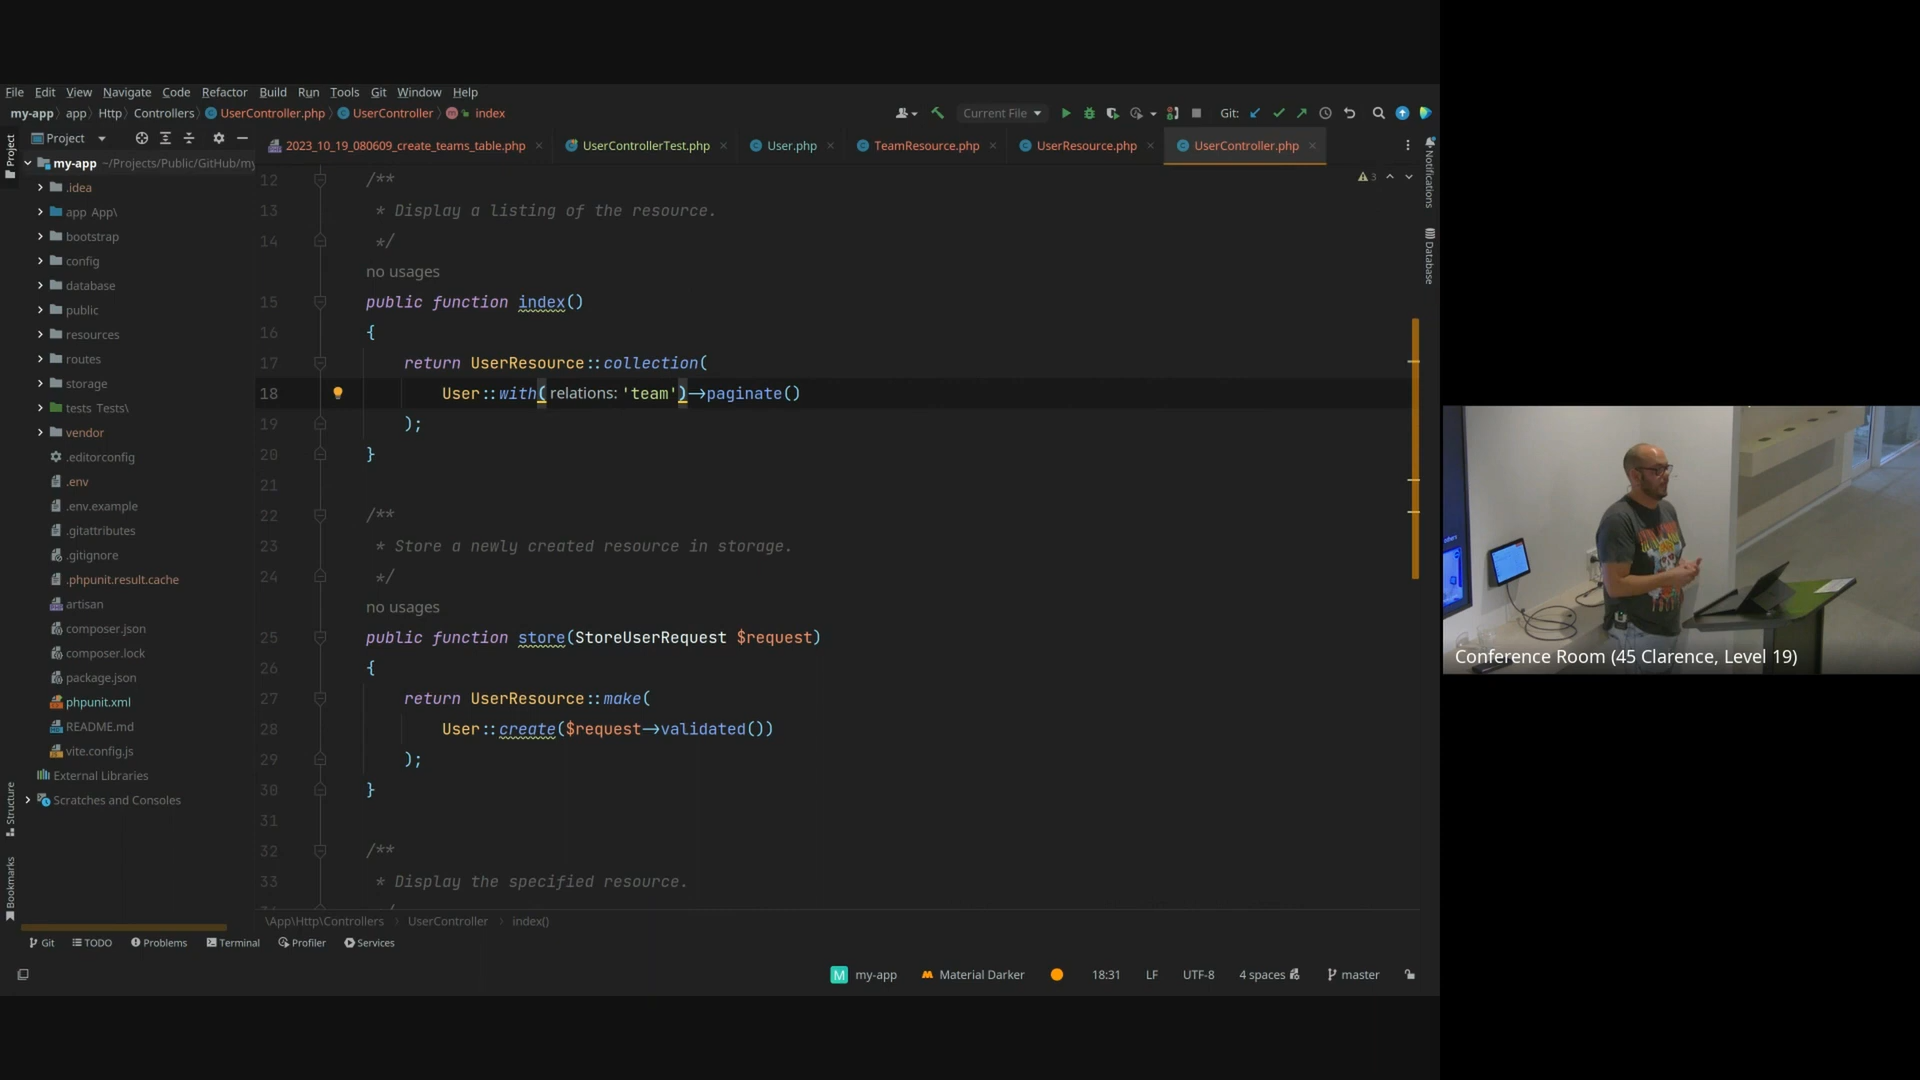 File Edit View Navigate Code Refactor Build Run Tools Git Window Help
my-app app Http Controllers UserController.php UserController index
Current File
Git:
Project
2023_10_19_080609_create_teams_table.php
UserControllerTest.php
User.php
TeamResource.php
UserResource.php
UserController.php
Project
Structure
Bookmarks
Notifications
Database
my-app ~/Projects/Public/GitHub/my
.idea
app App\
bootstrap
config
database
public
resources
routes
storage
tests Tests\
vendor
.editorconfig
.env
.env.example
.gitattributes
.gitignore
.phpunit.result.cache
artisan
composer.json
composer.lock
package.json
phpunit.xml
README.md
vite.config.js
External Libraries
Scratches and Consoles
3
12 /**
13 * Display a listing of the resource.
14 */
no usages
15 public function index()
16 {
17 return UserResource::collection(
18 User::with( relations: 'team')->paginate()
19 );
20 }
21
22 /**
23 * Store a newly created resource in storage.
24 */
no usages
25 public function store(StoreUserRequest $request)
26 {
27 return UserResource::make(
28 User::create($request->validated())
29 );
30 }
31
32 /**
33 * Display the specified resource.
\App\Http\Controllers UserController index()
Git TODO Problems Terminal Profiler Services
M my-app Material Darker 18:31 LF UTF-8 4 spaces master
Conference Room (45 Clarence, Level 19)